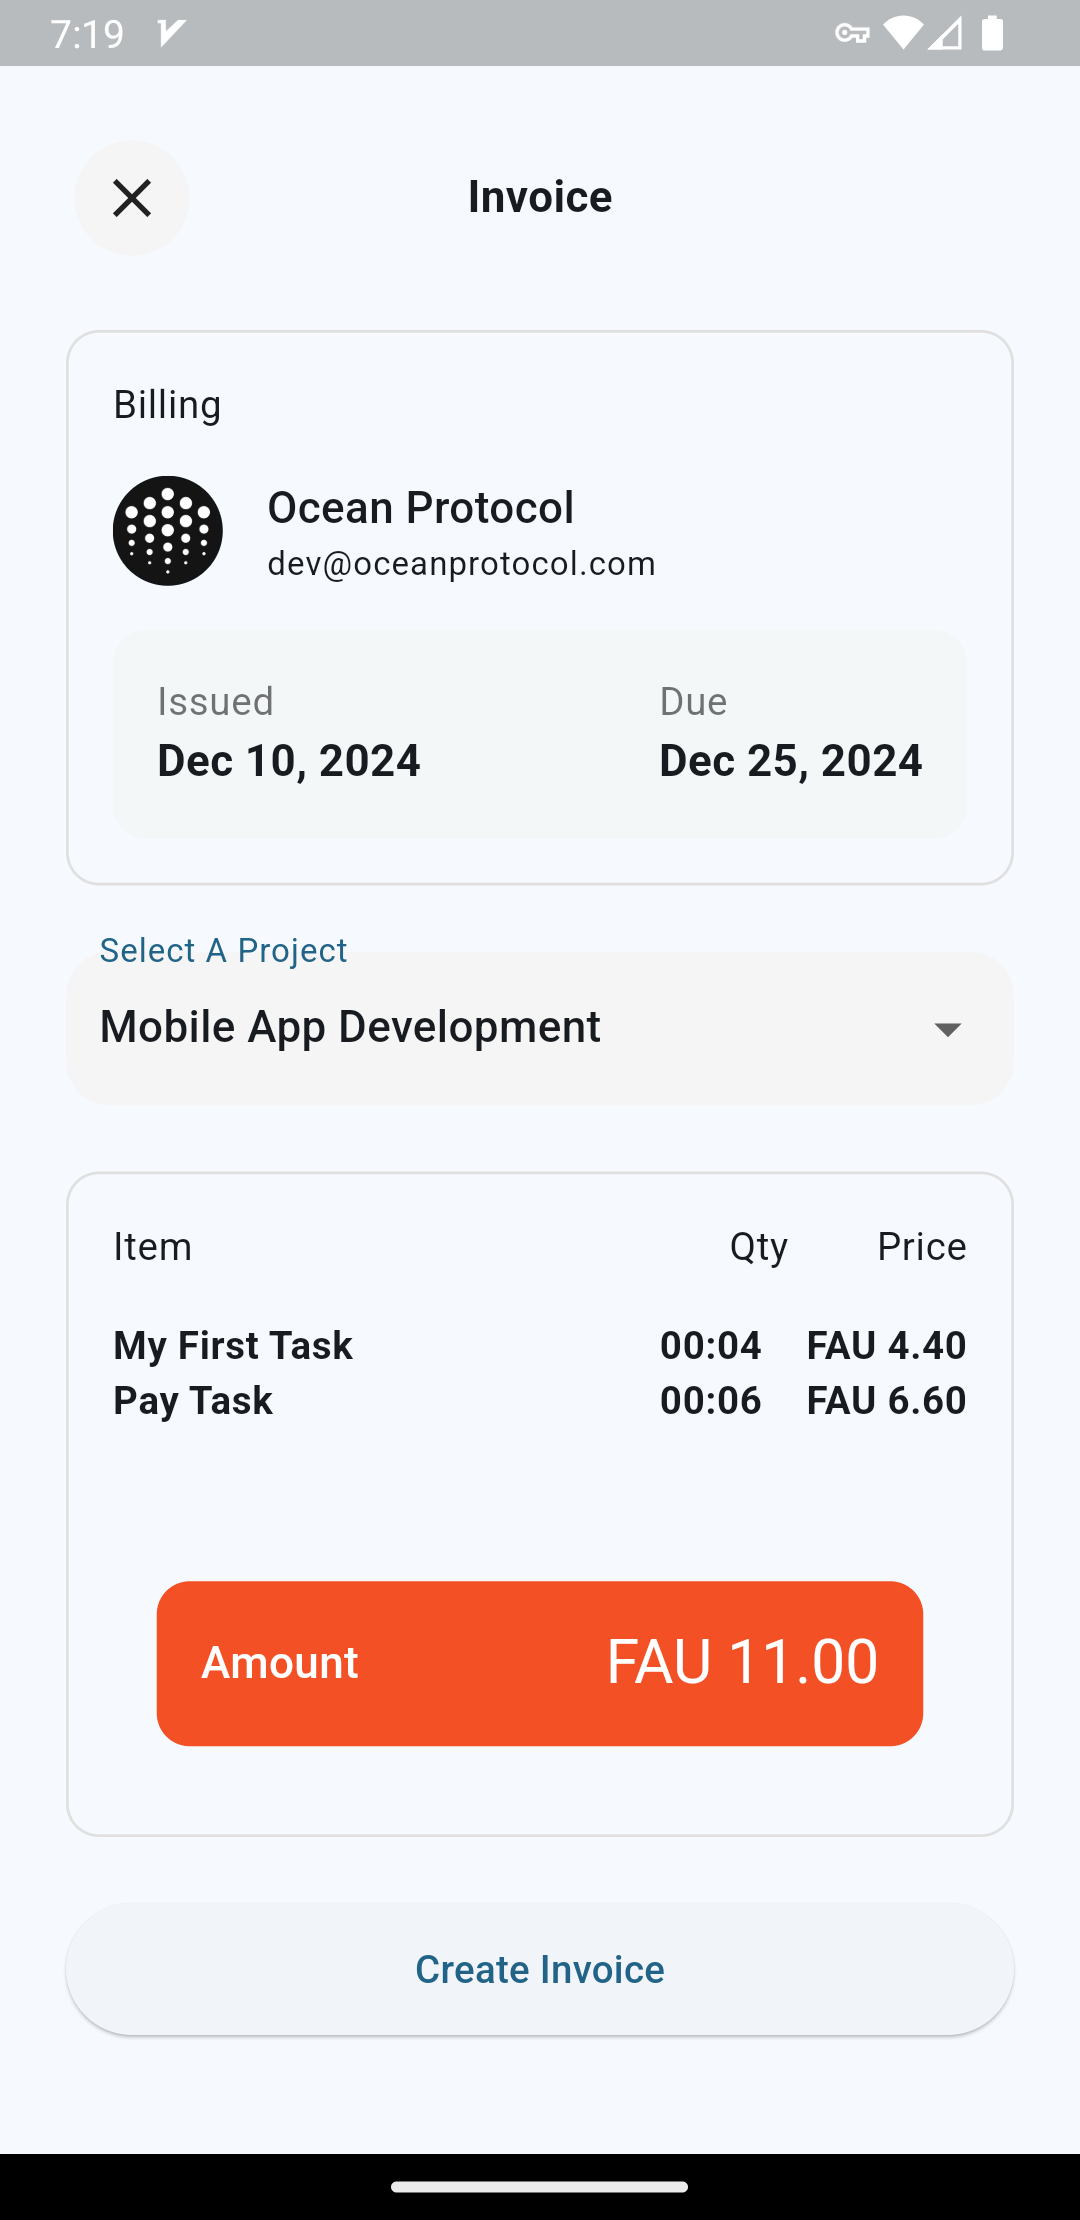 7:19
Invoice
Billing
Ocean Protocol
dev@oceanprotocol.com
Issued Due
Dec 10, 2024 Dec 25, 2024
Select A Project
Mobile App Development
Item Qty Price
My First Task 00:04 FAU 4.40
Pay Task 00:06 FAU 6.60
Amount FAU 11.00
Create Invoice